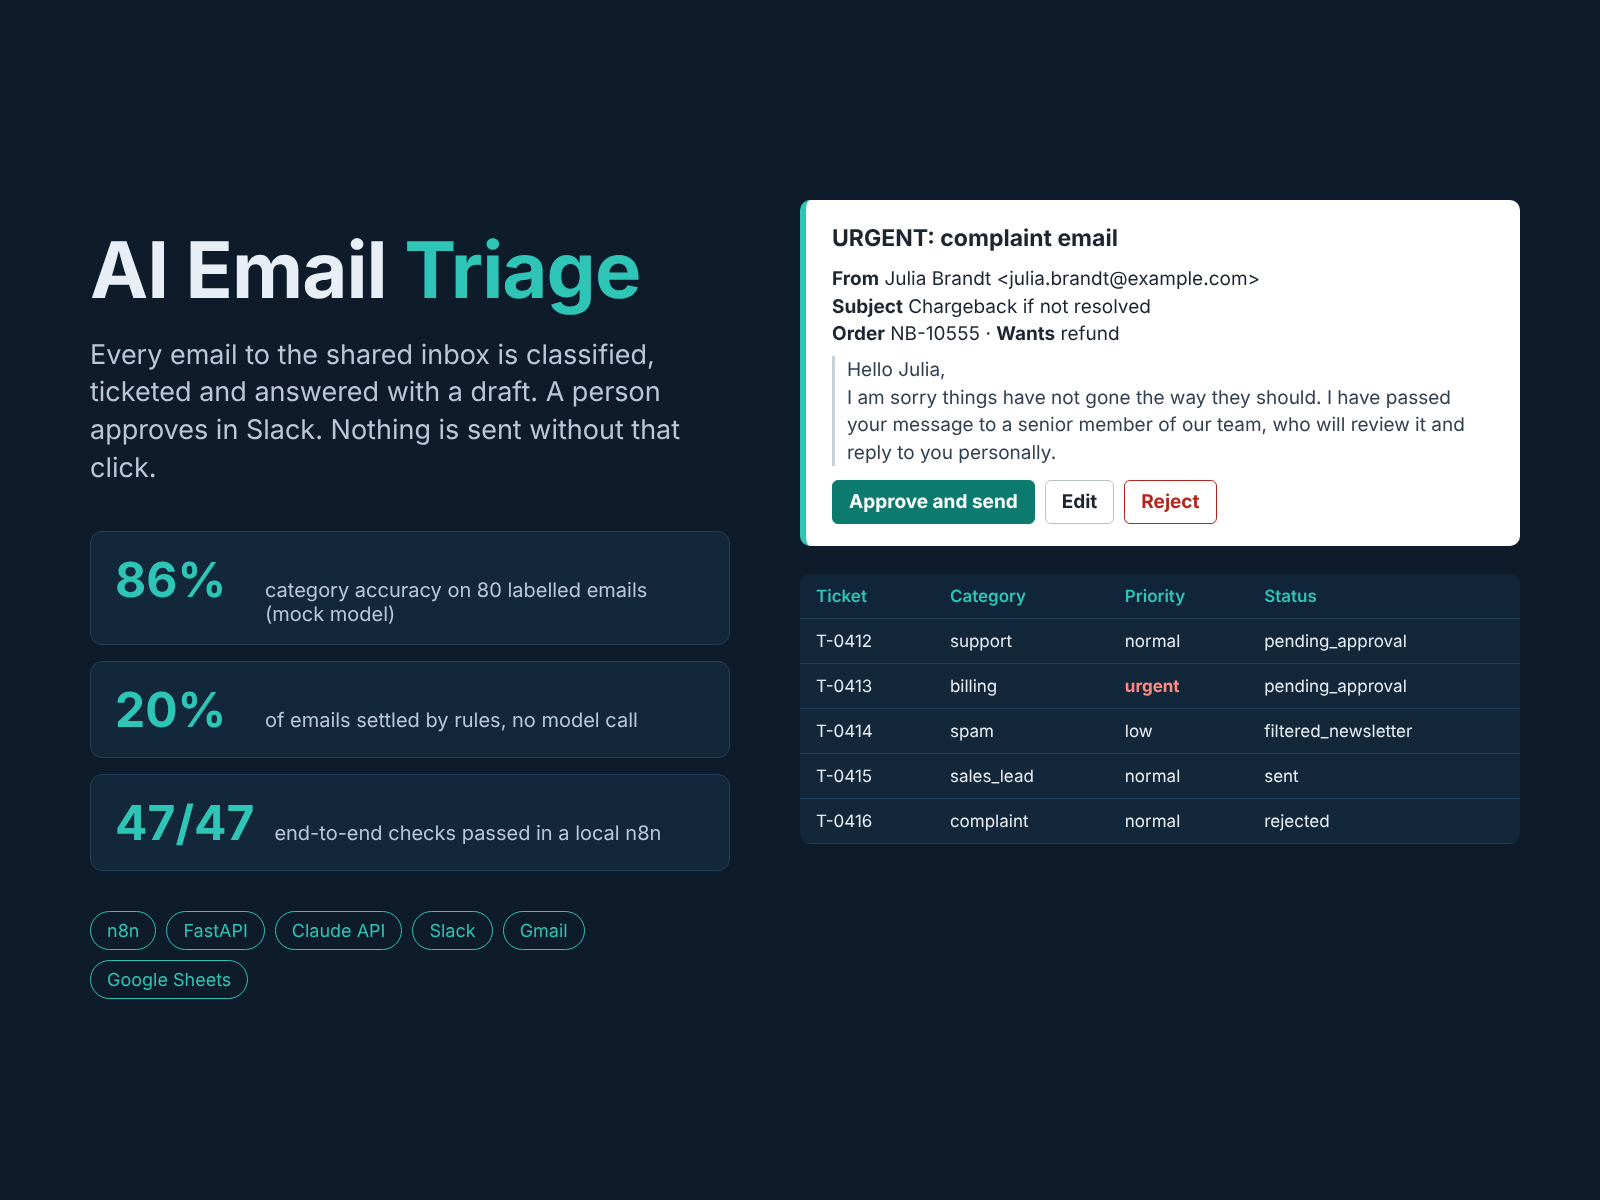 AI Email Triage
Every email to the shared inbox is classified,
ticketed and answered with a draft. A person
approves in Slack. Nothing is sent without that
click.
86% category accuracy on 80 labelled emails
(mock model)
20% of emails settled by rules, no model call
47/47 end-to-end checks passed in a local n8n
n8n FastAPI Claude API Slack Gmail
Google Sheets
URGENT: complaint email
From Julia Brandt <julia.brandt@example.com>
Subject Chargeback if not resolved
Order NB-10555 · Wants refund
Hello Julia,
I am sorry things have not gone the way they should. I have passed
your message to a senior member of our team, who will review it and
reply to you personally.
Approve and send Edit Reject
Ticket Category Priority Status
T-0412 support normal pending_approval
T-0413 billing urgent pending_approval
T-0414 spam low filtered_newsletter
T-0415 sales_lead normal sent
T-0416 complaint normal rejected